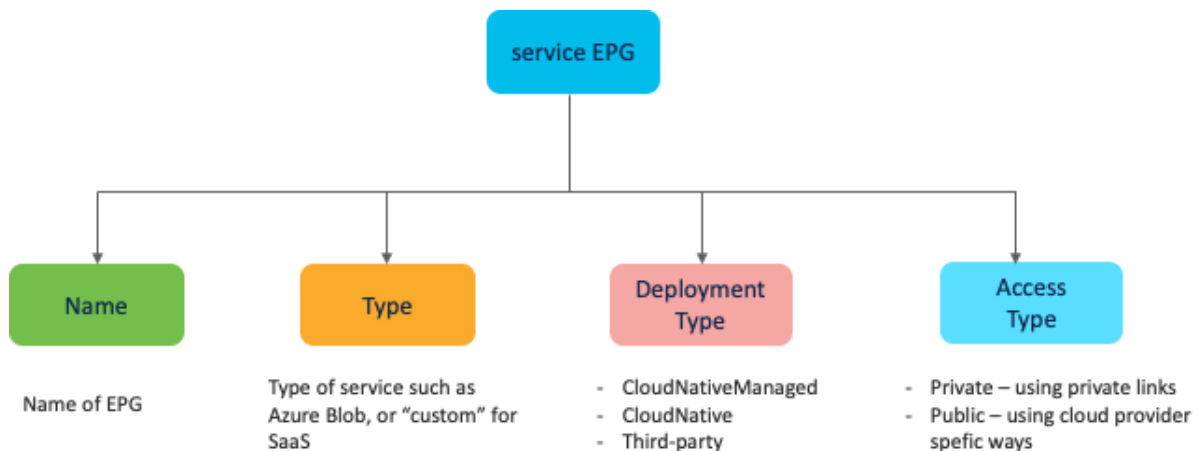 service EPG
Name
Type
Deployment
Type
Access
Type
Name of EPG
Type of service such as
Azure Blob, or “custom” for
SaaS
- CloudNativeManaged
- CloudNative
- Third-party
- Private – using private links
- Public – using cloud provider
spefic ways